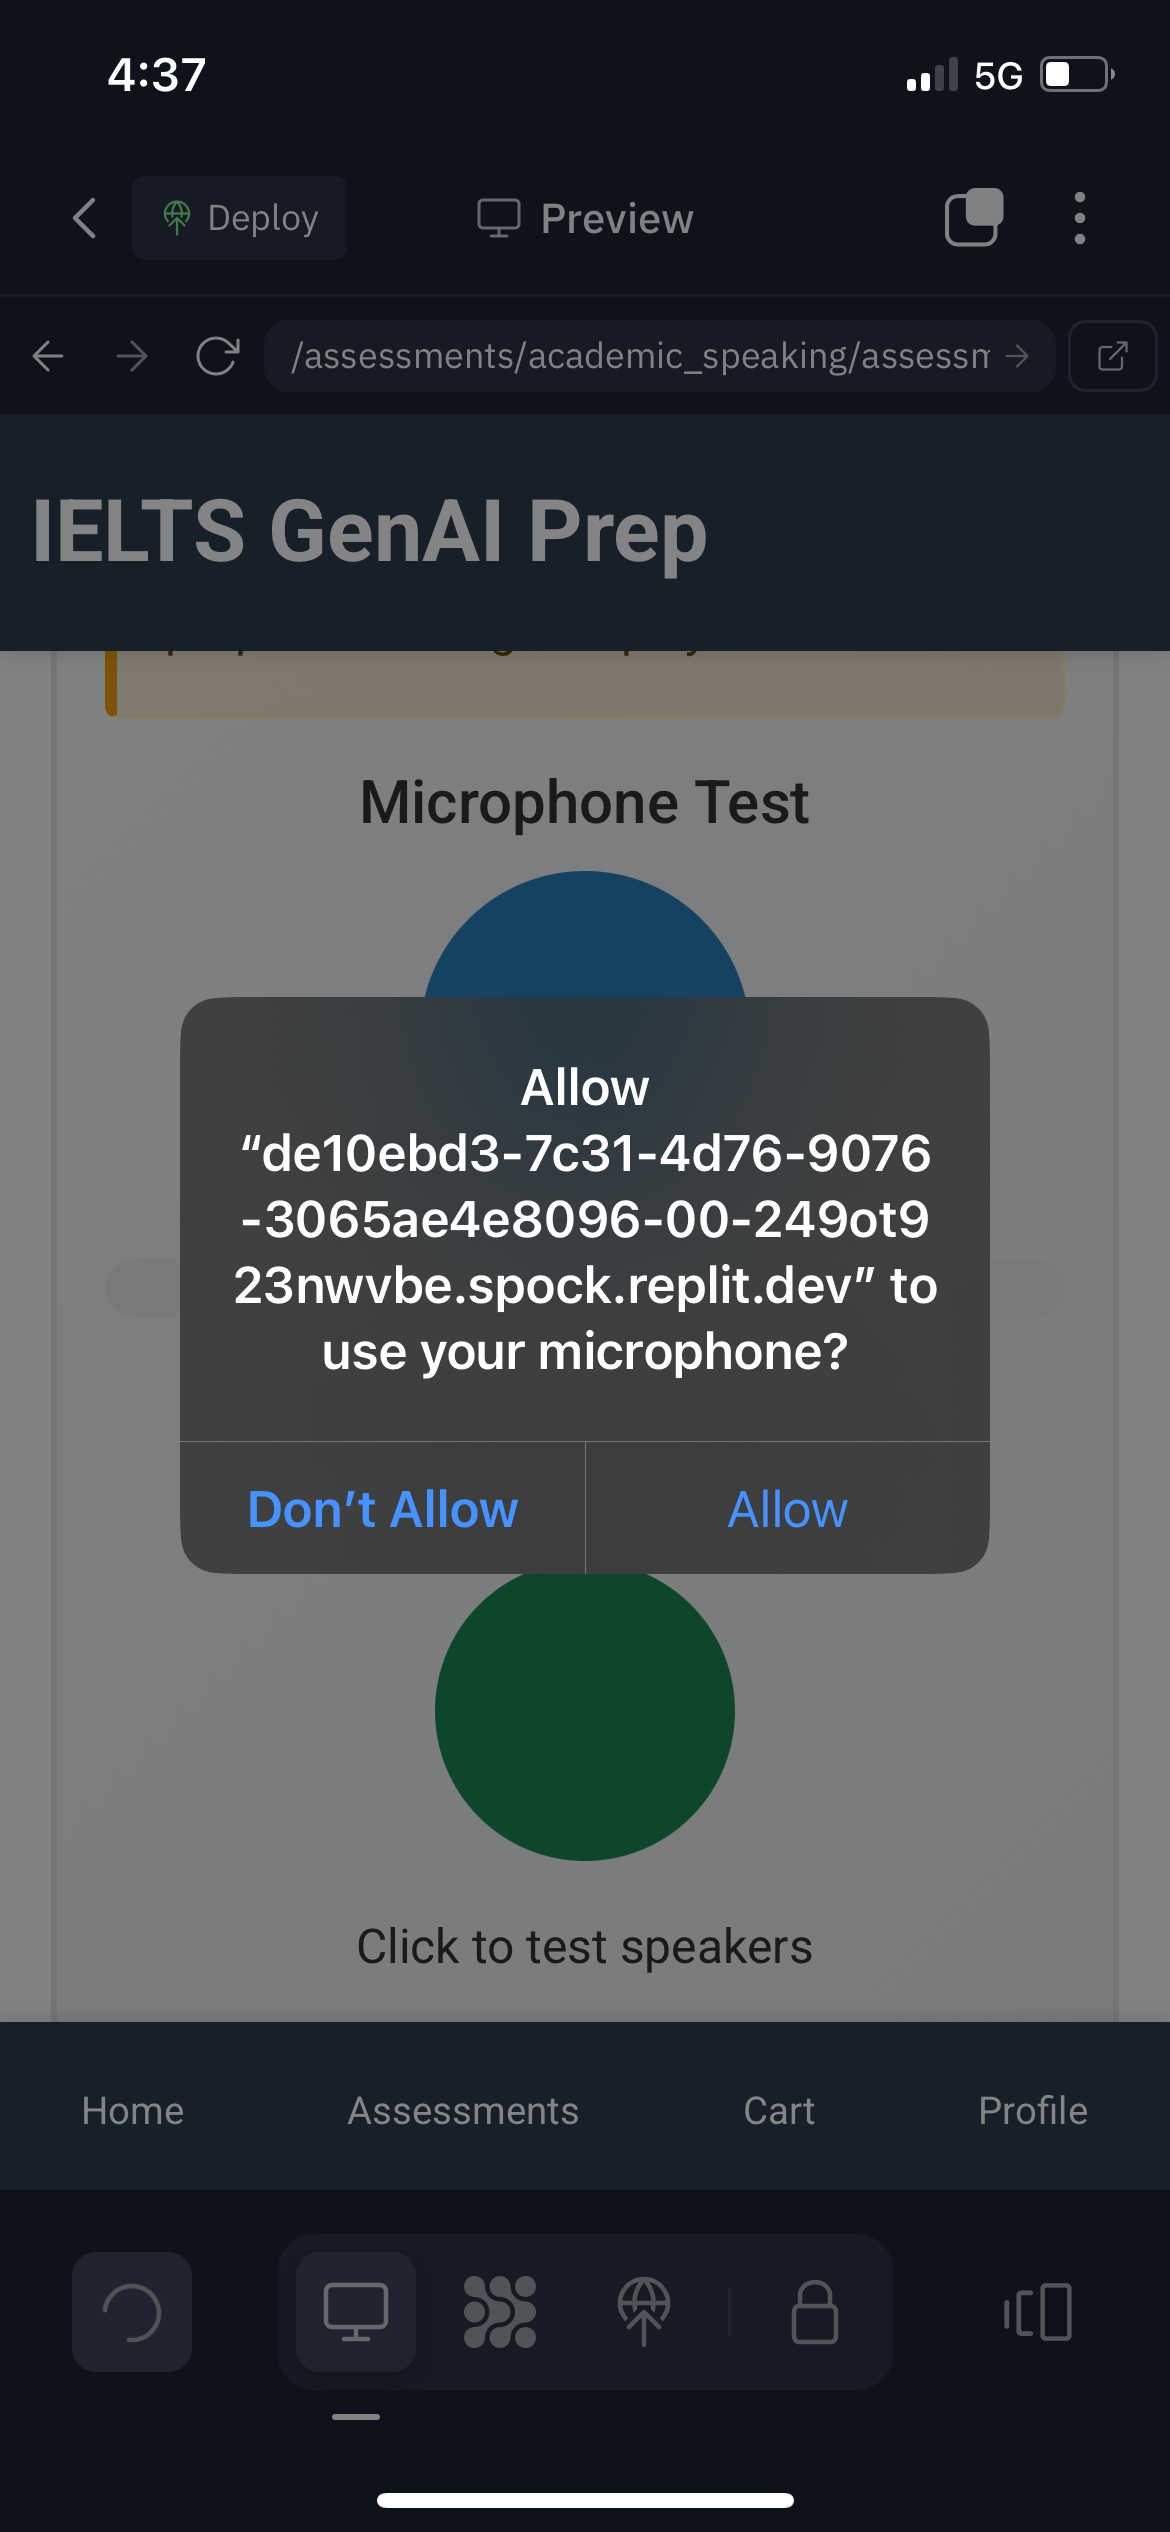 4:37
5G
Deploy
Preview
/assessments/academic_speaking/assessm
IELTS GenAI Prep
Microphone Test
Allow
“de10ebd3-7c31-4d76-9076
-3065ae4e8096-00-249ot9
23nwvbe.spock.replit.dev” to
use your microphone?
Don’t Allow
Allow
Click to test speakers
Home
Assessments
Cart
Profile